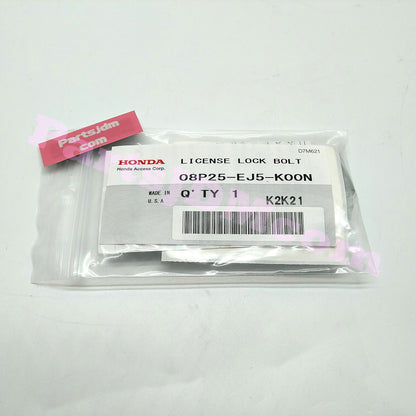 PartsJdm
com
D7M621
HONDA
Honda Access Corp.
LICENSE LOCK BOLT
08P25-EJ5-K00N
MADE IN
U.S.A
Q'TY 1
K2K21